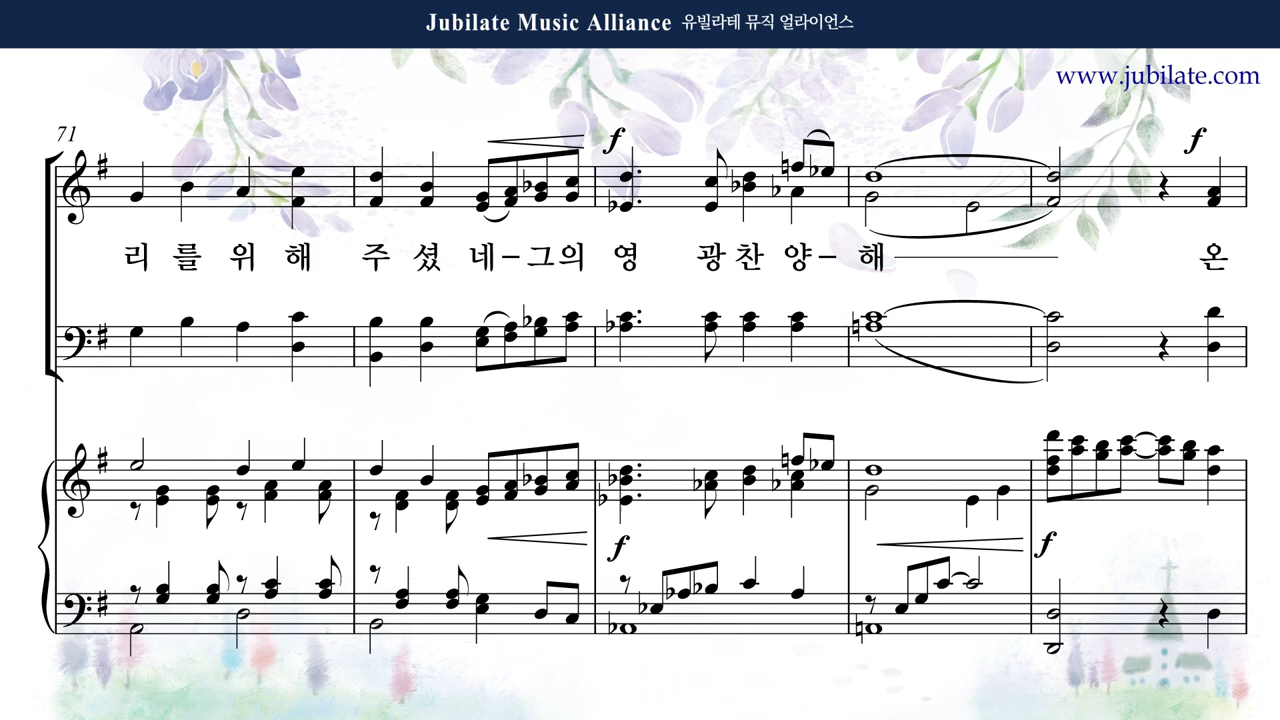 Jubilate Music Alliance 유빌라테 뮤직 얼라이언스
www.jubilate.com
71
f f
리 를 위 해 주 셨 네 – 그 의 영 광 찬 양 – 해 온
f f